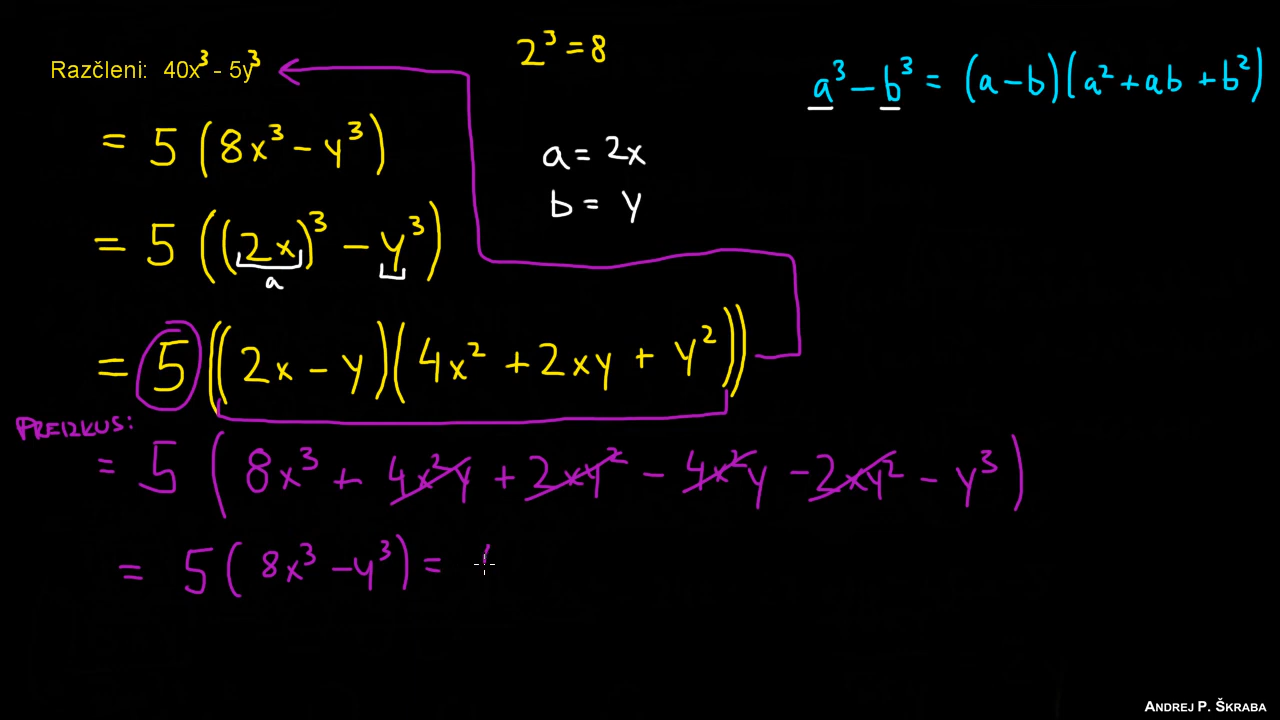 Razčleni: 40x³ - 5y³
2³ = 8
a³ - b³ = (a - b)(a² + ab + b²)
= 5(8x³ - y³)
a = 2x
b = y
= 5((2x)³ - y³)
a
= 5((2x - y)(4x² + 2xy + y²))
PREIZKUS:
= 5(8x³ + 4x²y + 2xy² - 4x²y - 2xy² - y³)
= 5(8x³ - y³) =
ANDREJ P. ŠKRABA